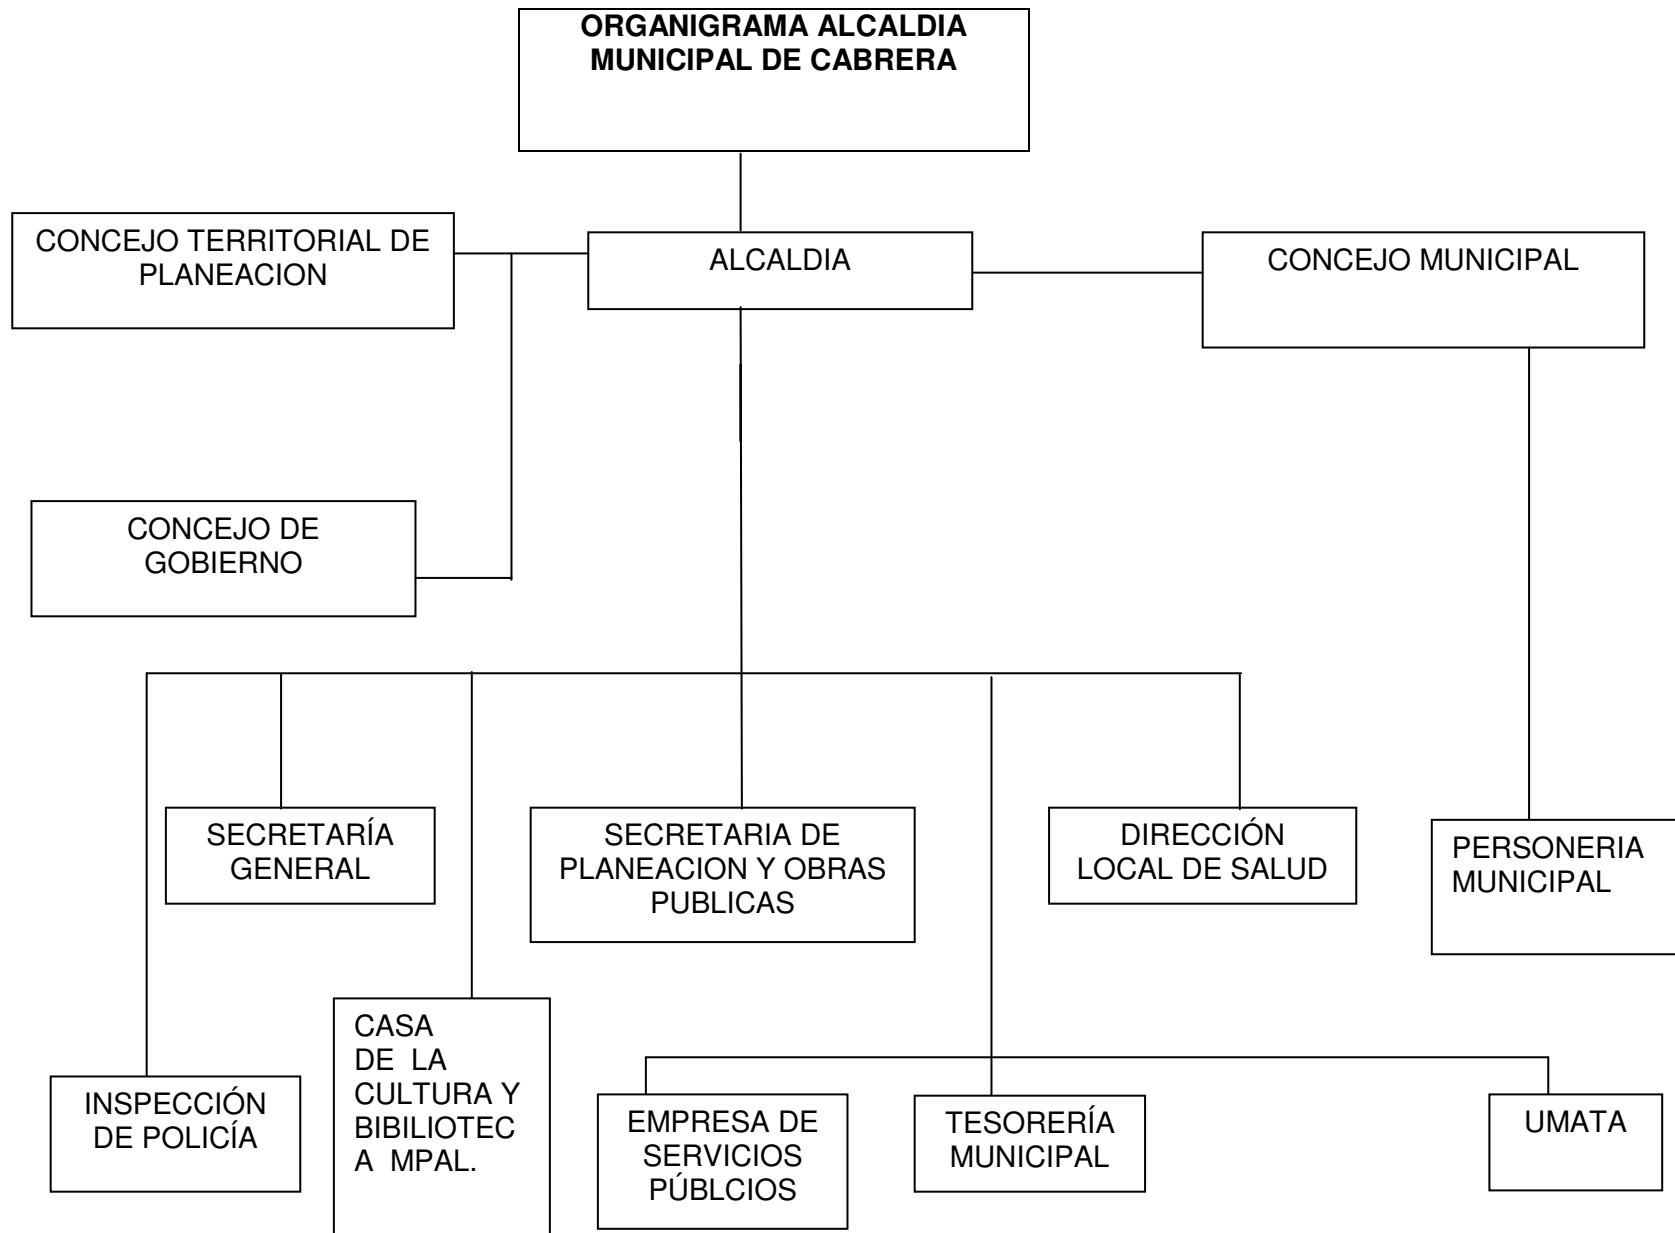 ORGANIGRAMA ALCALDIA
MUNICIPAL DE CABRERA
CONCEJO TERRITORIAL DE
PLANEACION
ALCALDIA
CONCEJO MUNICIPAL
CONCEJO DE
GOBIERNO
SECRETARÍA
GENERAL
SECRETARIA DE
PLANEACION Y OBRAS
PUBLICAS
DIRECCIÓN
LOCAL DE SALUD
PERSONERIA
MUNICIPAL
INSPECCIÓN
DE POLICÍA
CASA
DE LA
CULTURA Y
BIBILIOTEC
A MPAL.
EMPRESA DE
SERVICIOS
PÚBLCIOS
TESORERÍA
MUNICIPAL
UMATA